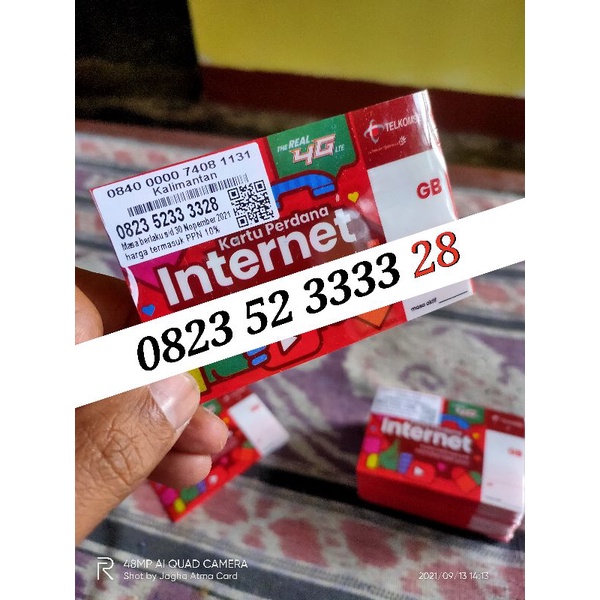 THE REAL 4G LTE
TELKOMSEL
0840 0000 7408 1131
Kalimantan
0823 5233 3328
Masa berlaku s/d 30 Nopember 2021
harga termasuk PPN 10%
GB
Kartu Perdana
Internet
masa aktif
0823 52 3333 28
Internet
GB
R
48MP AI QUAD CAMERA
Shot by Jagha Atma Card
2021/09/13 14:13